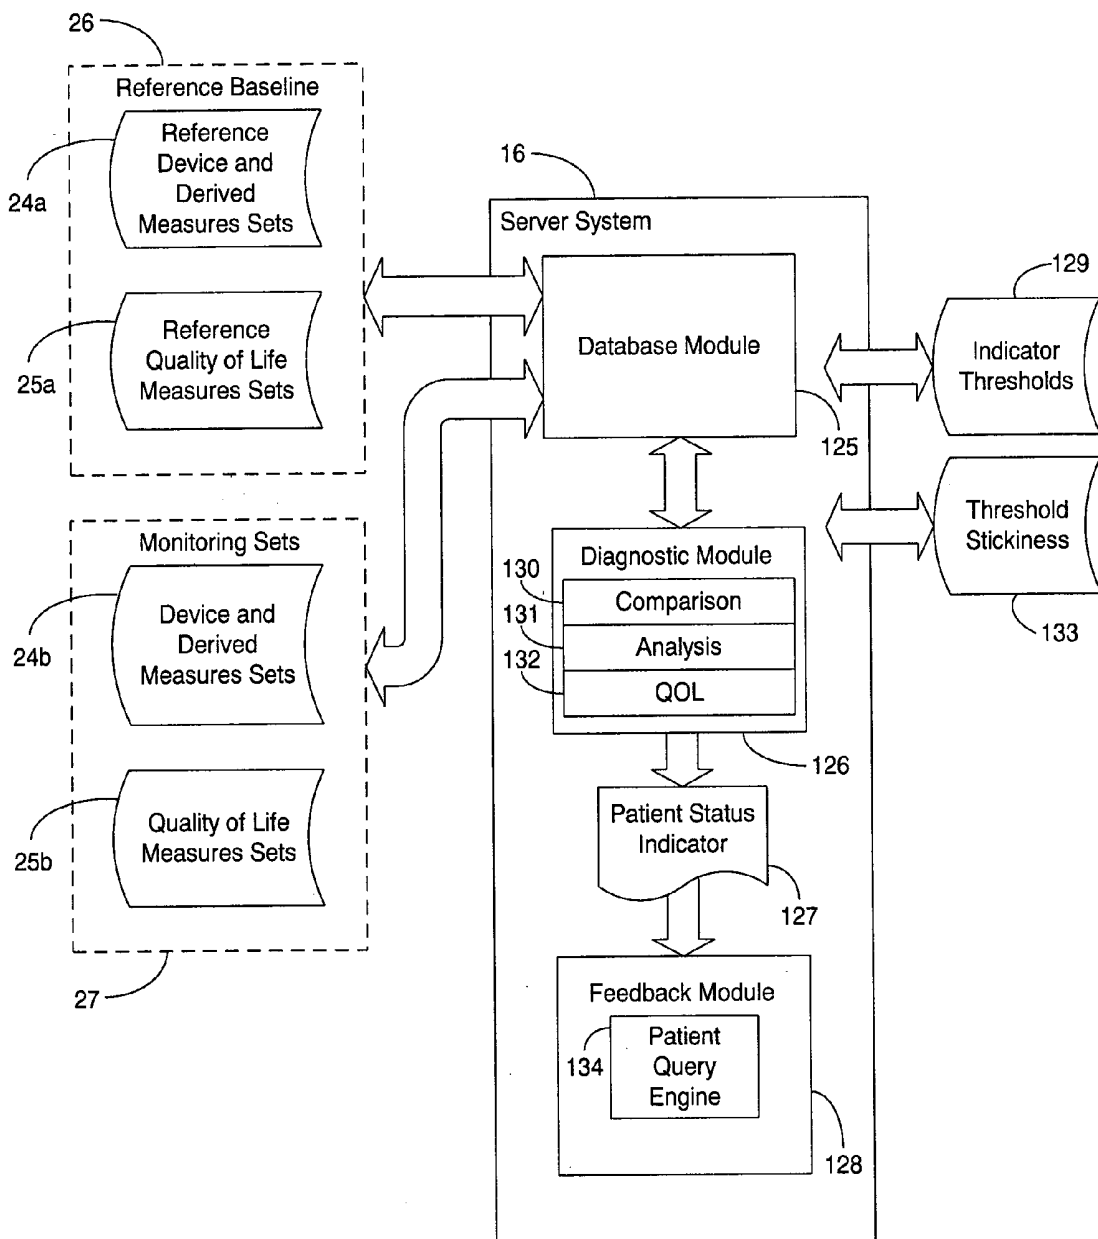 26
Reference Baseline
Reference
Device and
Derived
Measures Sets
24a
Reference
Quality of Life
Measures Sets
25a
Monitoring Sets
Device and
Derived
Measures Sets
24b
Quality of Life
Measures Sets
25b
27
16
Server System
Database Module
125
129
Indicator
Thresholds
Threshold
Stickiness
133
Diagnostic Module
130
Comparison
131
Analysis
132
QOL
126
Patient Status
Indicator
127
Feedback Module
134
Patient
Query
Engine
128